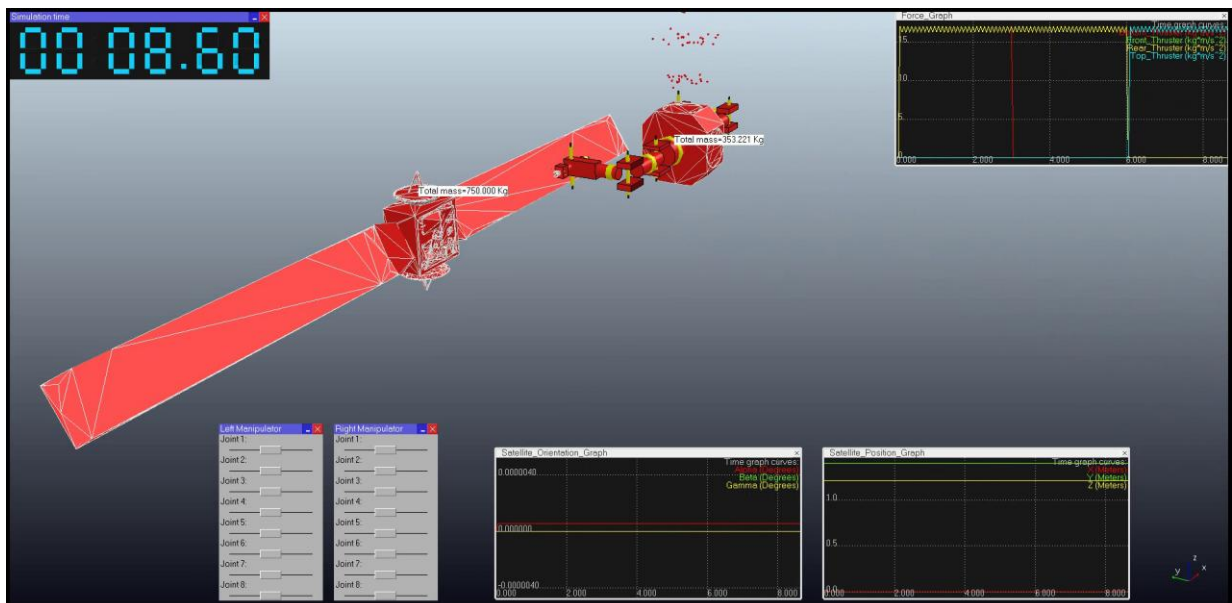 Simulation time
00 08.60
Total mass=353.221 Kg
Total mass=750.000 Kg
Force_Graph
Time graph curves:
Front_Thruster (kg*m/s^2)
Rear_Thruster (kg*m/s^2)
Top_Thruster (kg*m/s^2)
15.
10
5
0.000 2.000 4.000 6.000 8.000
Left Manipulator
Joint 1:
Joint 2:
Joint 3:
Joint 4:
Joint 5:
Joint 6:
Joint 7:
Joint 8:
Right Manipulator
Joint 1:
Joint 2:
Joint 3:
Joint 4:
Joint 5:
Joint 6:
Joint 7:
Joint 8:
Satellite_Orientation_Graph
Time graph curves:
Alpha (Degrees)
Beta (Degrees)
Gamma (Degrees)
0.0000040
0.000000
-0.0000040
0.000 2.000 4.000 6.000 8.000
Satellite_Position_Graph
Time graph curves:
X (Meters)
Y (Meters)
Z (Meters)
1.0
0.5
0.000 2.000 4.000 6.000 8.000
z
y
x